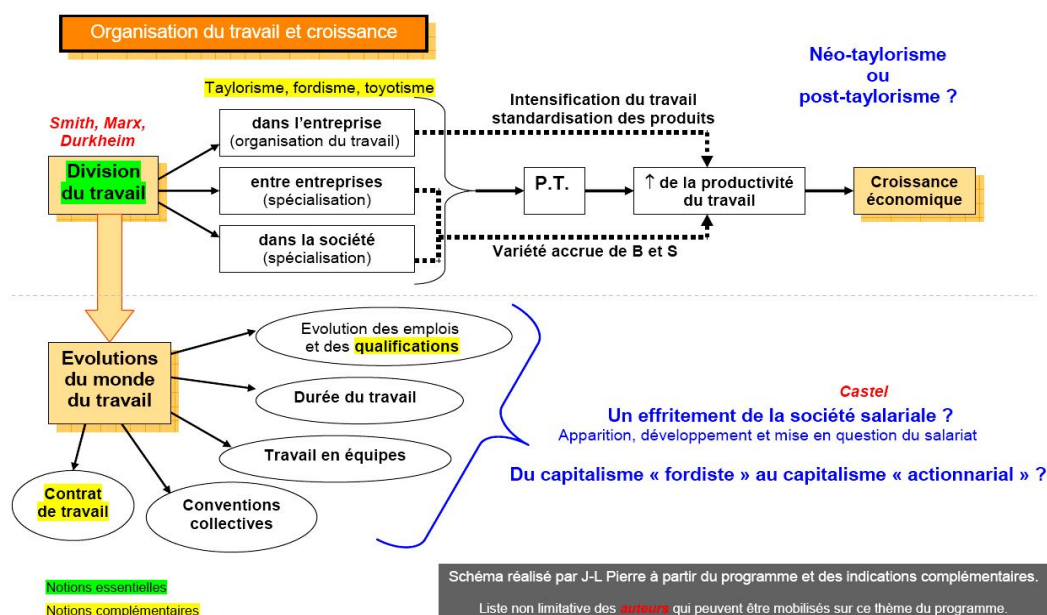 Organisation du travail et croissance
Néo-taylorisme
ou
post-taylorisme ?
Taylorisme, fordisme, toyotisme
Smith, Marx,
Durkheim
Division
du travail
dans l'entreprise
(organisation du travail)
entre entreprises
(spécialisation)
dans la société
(spécialisation)
Intensification du travail
standardisation des produits
P.T.
↑ de la productivité
du travail
Croissance
économique
Variété accrue de B et S
Evolutions
du monde
du travail
Evolution des emplois
et des qualifications
Durée du travail
Travail en équipes
Conventions
collectives
Contrat
de travail
Castel
Un effritement de la société salariale ?
Apparition, développement et mise en question du salariat
Du capitalisme « fordiste » au capitalisme « actionnarial » ?
Notions essentielles
Notions complémentaires
Schéma réalisé par J-L Pierre à partir du programme et des indications complémentaires.
Liste non limitative des auteurs qui peuvent être mobilisés sur ce thème du programme.